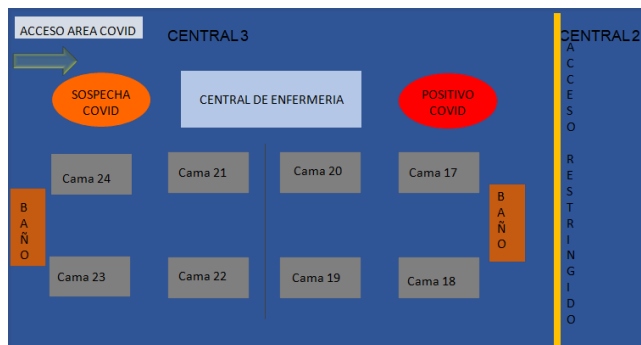 ACCESO AREA COVID
CENTRAL 3
CENTRAL 2
SOSPECHA
COVID
CENTRAL DE ENFERMERIA
POSITIVO
COVID
Cama 24
Cama 21
Cama 20
Cama 17
BAÑO
BAÑO
Cama 23
Cama 22
Cama 19
Cama 18
ACCESO RESTRINGIDO